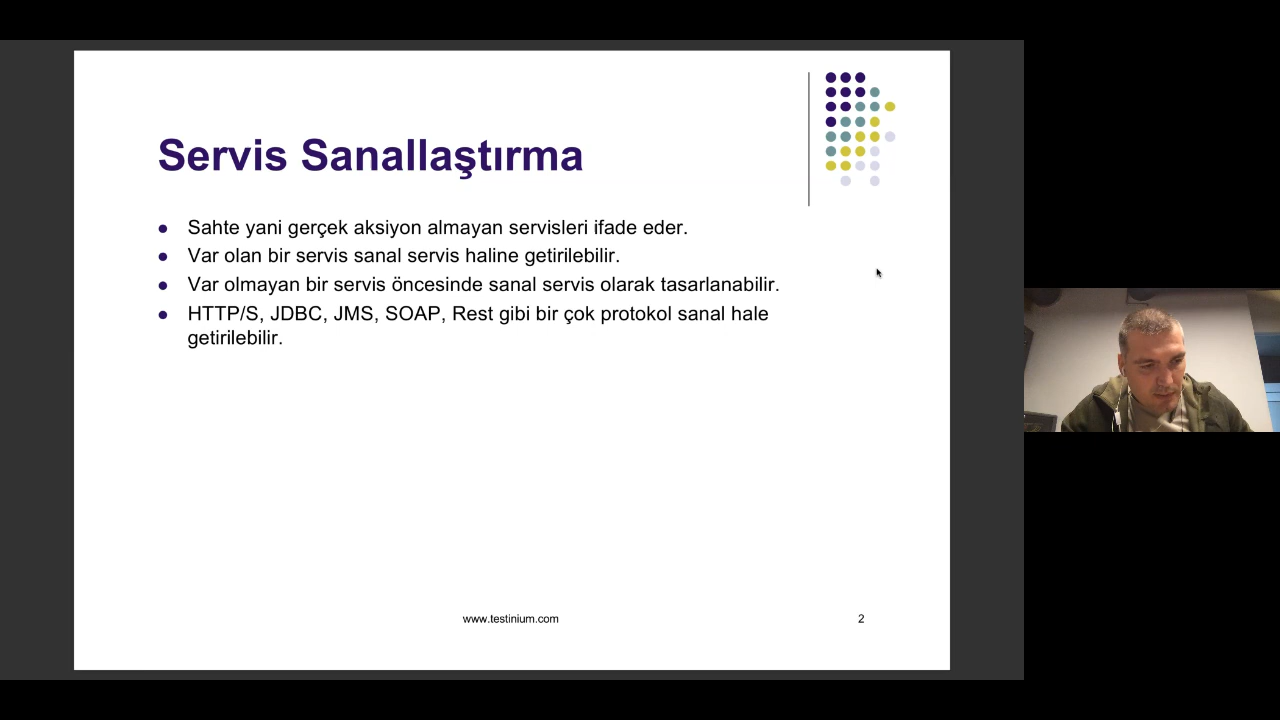 Servis Sanallaştırma
Sahte yani gerçek aksiyon almayan servisleri ifade eder.
Var olan bir servis sanal servis haline getirilebilir.
Var olmayan bir servis öncesinde sanal servis olarak tasarlanabilir.
HTTP/S, JDBC, JMS, SOAP, Rest gibi bir çok protokol sanal hale
getirilebilir.
www.testinium.com
2